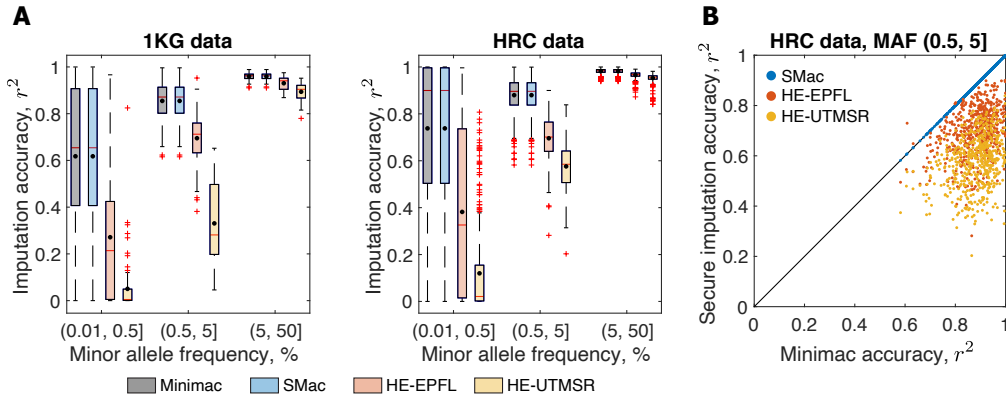 A
1KG data
Imputation accuracy, r²
1
0.8
0.6
0.4
0.2
0
(0.01, 0.5]
(0.5, 5]
(5, 50]
Minor allele frequency, %
HRC data
Imputation accuracy, r²
1
0.8
0.6
0.4
0.2
0
(0.01, 0.5]
(0.5, 5]
(5, 50]
Minor allele frequency, %
Minimac
SMac
HE-EPFL
HE-UTMSR
B
HRC data, MAF (0.5, 5]
Secure imputation accuracy, r²
1
0.8
0.6
0.4
0.2
0
SMac
HE-EPFL
HE-UTMSR
0 0.2 0.4 0.6 0.8 1
Minimac accuracy, r²